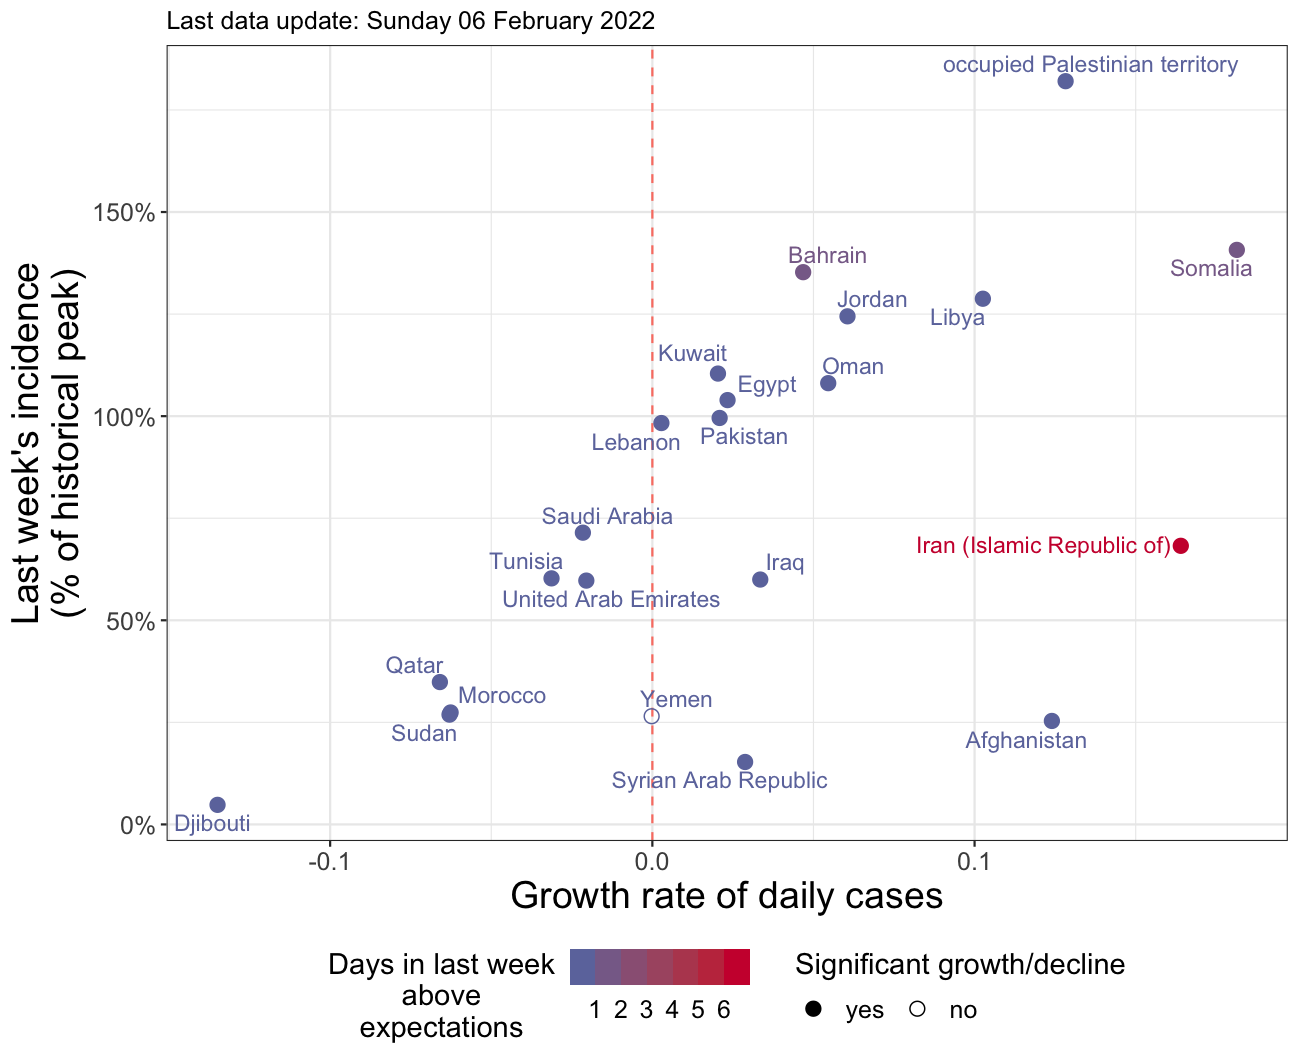 Last data update: Sunday 06 February 2022
occupied Palestinian territory
150%
Bahrain
Somalia
Jordan
Libya
Kuwait
Oman
Egypt
100%
Lebanon
Pakistan
Saudi Arabia
Iran (Islamic Republic of)
Tunisia
Iraq
United Arab Emirates
50%
Qatar
Morocco
Yemen
Sudan
Afghanistan
Syrian Arab Republic
Djibouti
0%
Last week's incidence
(% of historical peak)
-0.1 0.0 0.1
Growth rate of daily cases
Days in last week
above
expectations
1 2 3 4 5 6
Significant growth/decline
yes no